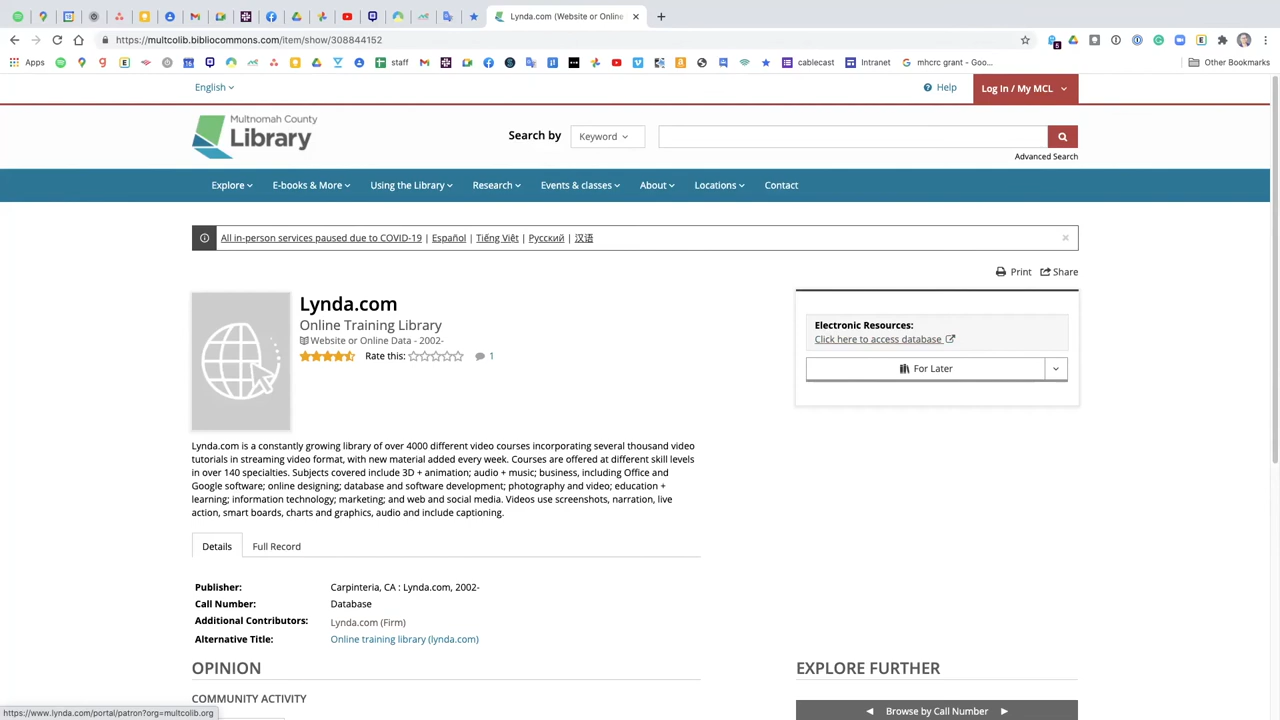 Lynda.com (Website or Online
https://multcolib.bibliocommons.com/item/show/308844152
5
Apps
16
staff
cablecast
Intranet
mhcrc grant - Goo...
Other Bookmarks
English
Help
Log In / My MCL
Multnomah County
Library
Search by
Keyword
Advanced Search
Explore
E-books & More
Using the Library
Research
Events & classes
About
Locations
Contact
All in-person services paused due to COVID-19 | Español | Tiếng Việt | Русский | 汉语
Print
Share
Lynda.com
Online Training Library
Website or Online Data - 2002-
Rate this:
1
Electronic Resources:
Click here to access database
For Later
Lynda.com is a constantly growing library of over 4000 different video courses incorporating several thousand video
tutorials in streaming video format, with new material added every week. Courses are offered at different skill levels
in over 140 specialties. Subjects covered include 3D + animation; audio + music; business, including Office and
Google software; online designing; database and software development; photography and video; education +
learning; information technology; marketing; and web and social media. Videos use screenshots, narration, live
action, smart boards, charts and graphics, audio and include captioning.
Details
Full Record
Publisher: Carpinteria, CA : Lynda.com, 2002-
Call Number: Database
Additional Contributors: Lynda.com (Firm)
Alternative Title: Online training library (lynda.com)
OPINION
EXPLORE FURTHER
COMMUNITY ACTIVITY
Browse by Call Number
https://www.lynda.com/portal/patron?org=multcolib.org